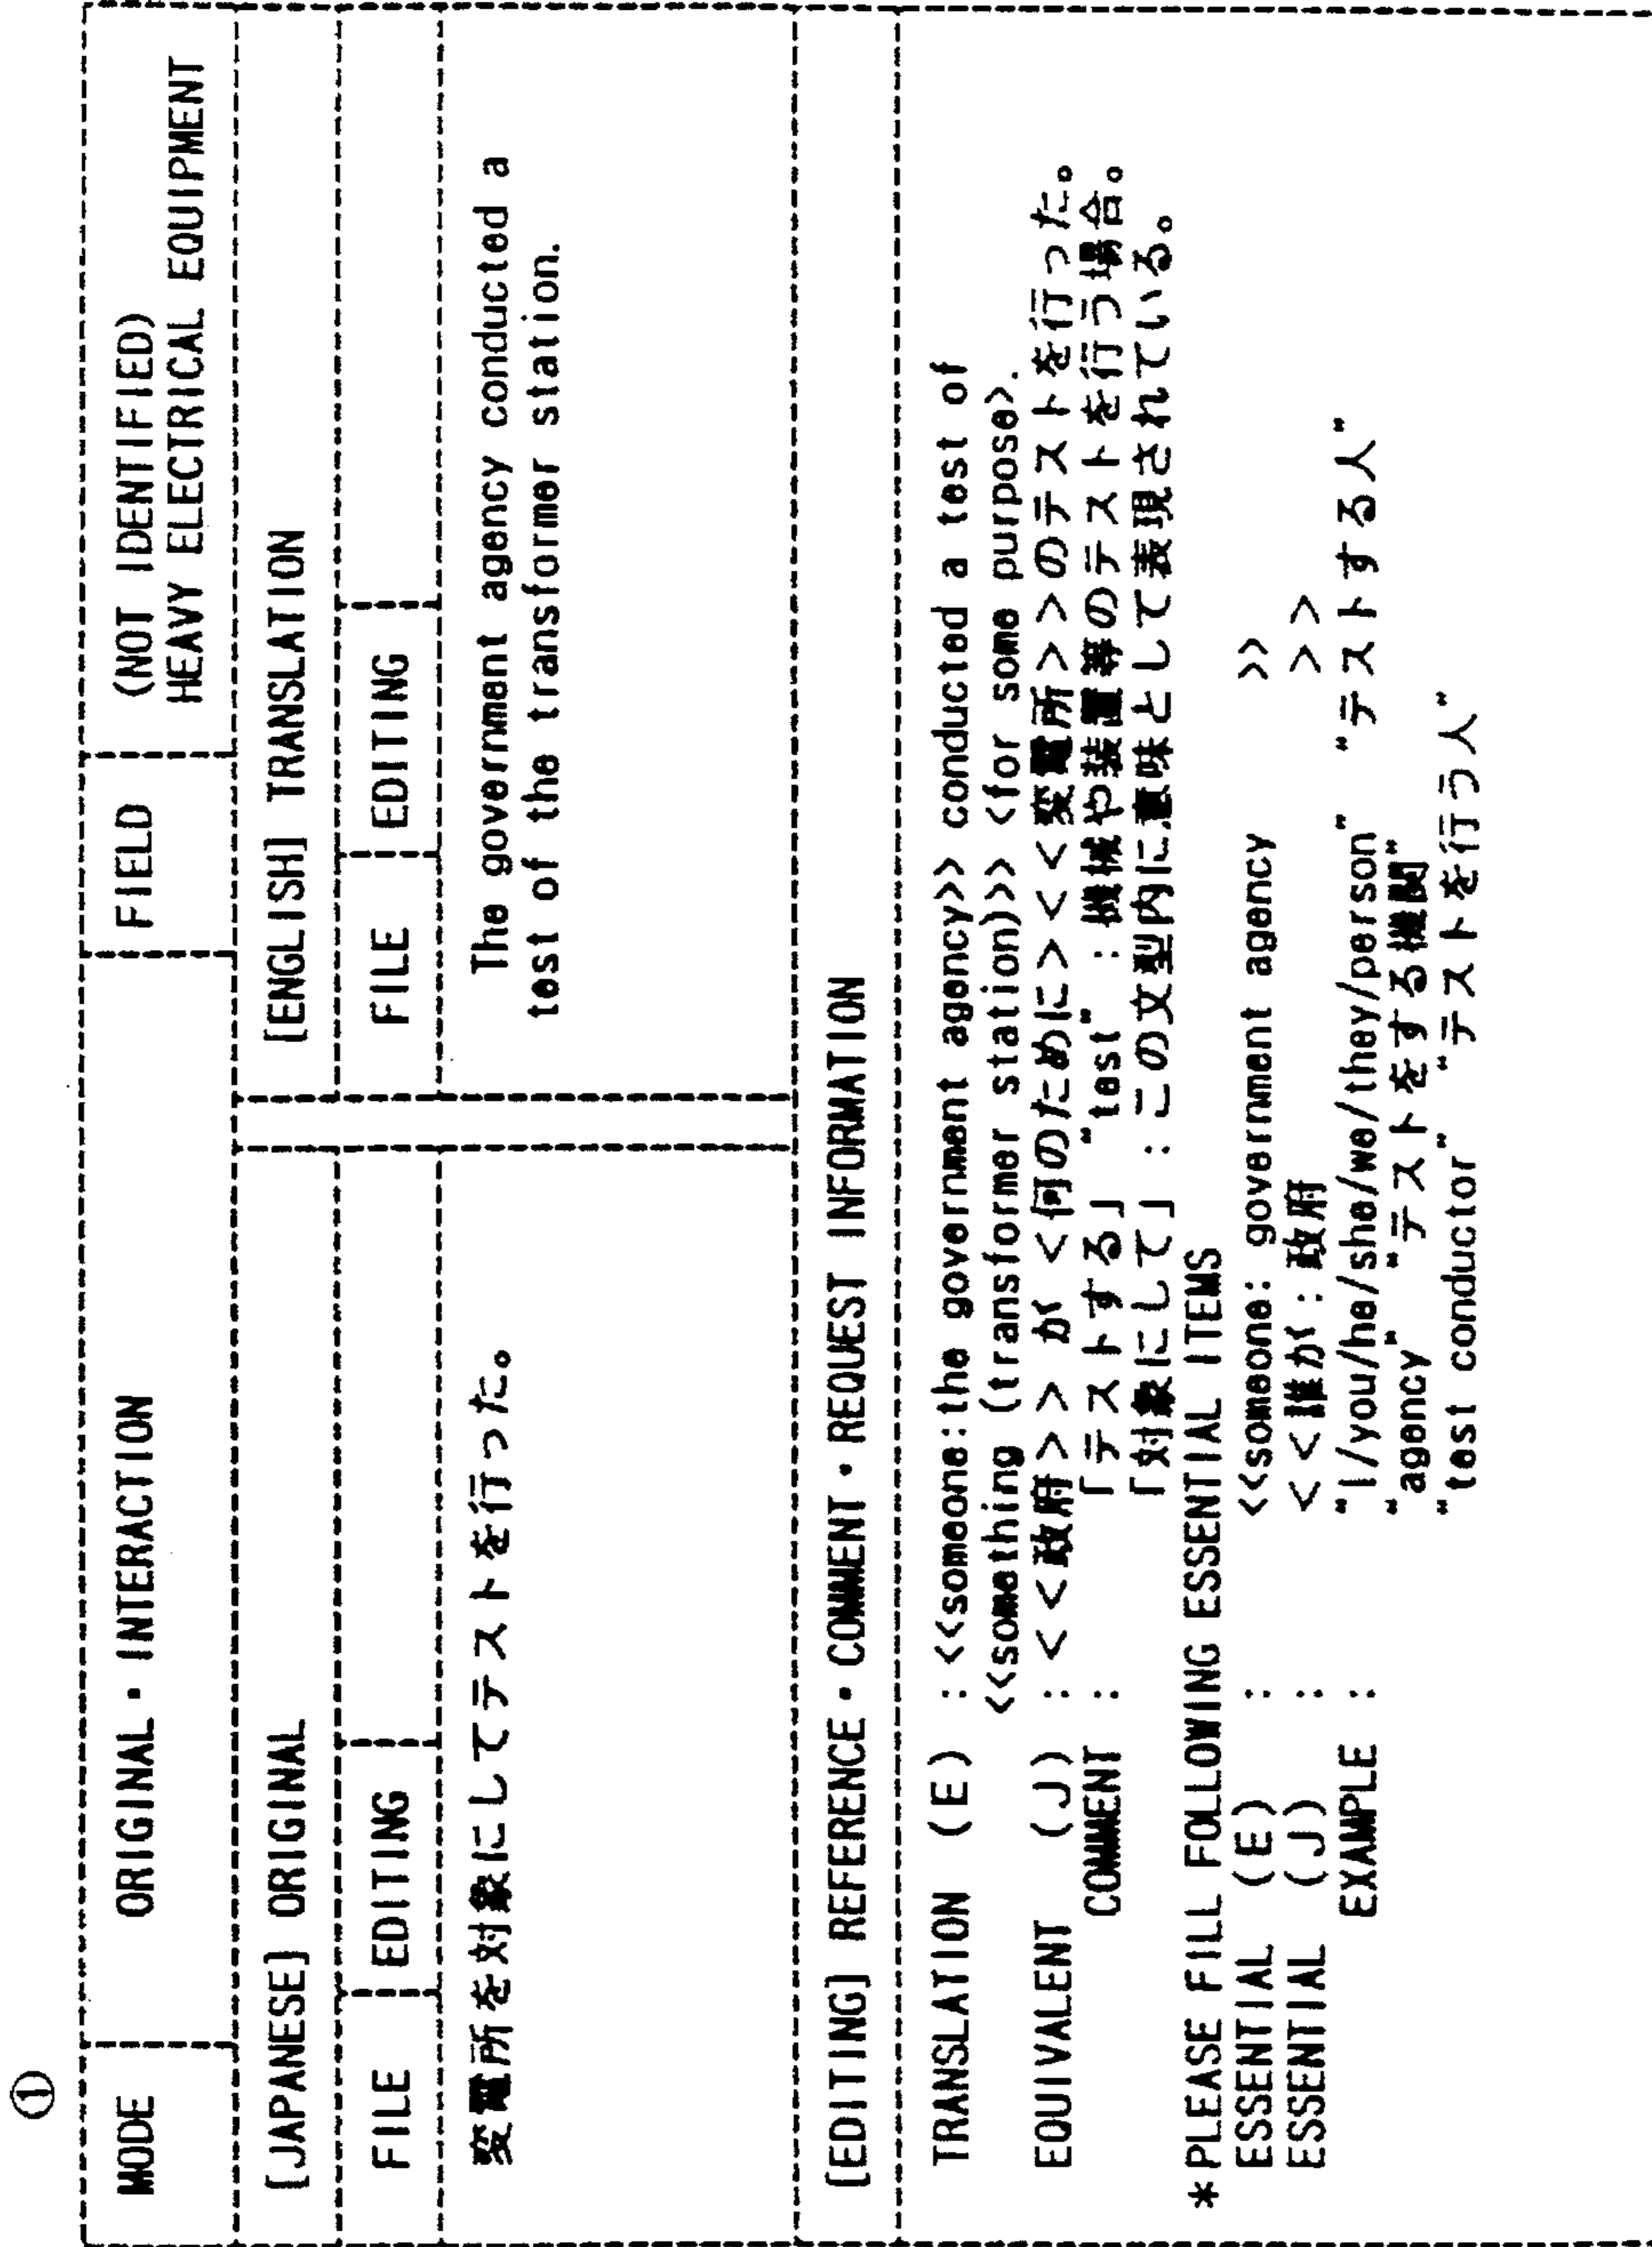 ①
MODE ORIGINAL・INTERACTION FIELD (NOT IDENTIFIED)
HEAVY ELECTRICAL EQUIPMENT
[JAPANESE] ORIGINAL
FILE EDITING
変電所を対象にしてテストを行った。
[ENGLISH] TRANSLATION
FILE EDITING
The government agency conducted a
test of the transformer station.
[EDITING] REFERENCE・COMMENT・REQUEST INFORMATION
TRANSLATION (E) : <<someone:the government agency>> conducted a test of
<<something (transformer station)>> <for some purpose>.
EQUIVALENT (J) : <<政府>> が <何のために><<変電所>>のテストを行った。
COMMENT : 「テストする」 "test" : 機械や装置等のテストを行う場合。
「対象にして」 : この文型内に意味として表現されている。
*PLEASE FILL FOLLOWING ESSENTIAL ITEMS
ESSENTIAL (E) : <<someone: government agency >>
ESSENTIAL (J) : <<誰が : 政府 >>
EXAMPLE : "I/you/he/she/we/they/person" "テストする人"
"agency" "テストをする機関"
"test conductor" "テストを行う人"